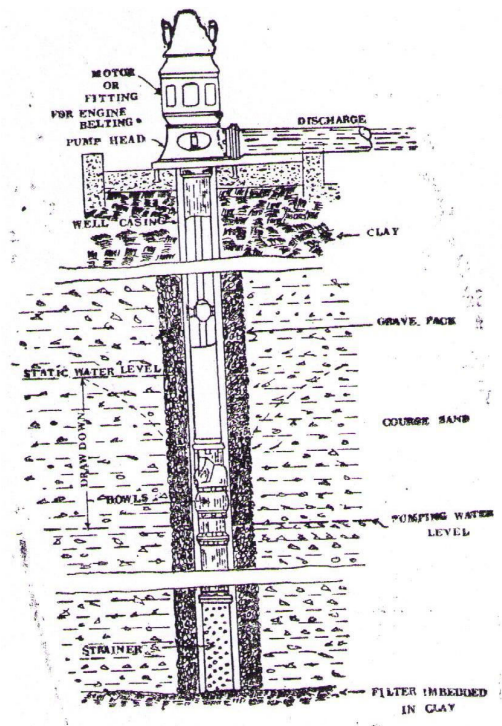 MOTOR
OR
FITTING
FOR ENGINE
BELTING
PUMP HEAD
DISCHARGE
WELL CASING
CLAY
GRAVE PACK
STATIC WATER LEVEL
DRAWDOWN
COURSE SAND
BOWLS
PUMPING WATER
LEVEL
STRAINER
FILTER IMBEDDED
IN CLAY